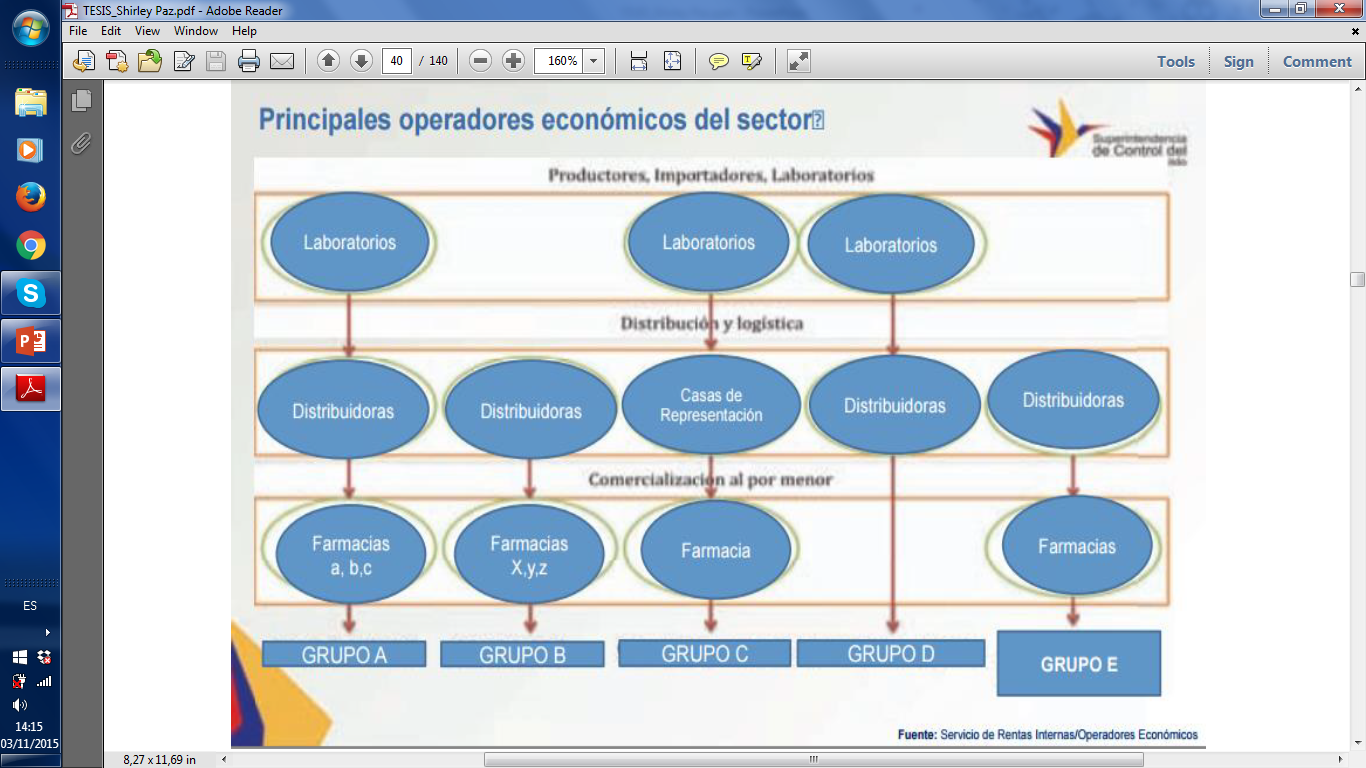 TESIS_Shirley Paz.pdf - Adobe Reader
File Edit View Window Help
40 / 140 160% Tools Sign Comment
Principales operadores económicos del sector
Superintendencia
de Control del
Productores, Importadores, Laboratorios
Laboratorios Laboratorios Laboratorios
Distribución y logística
Distribuidoras Distribuidoras Casas de Representación Distribuidoras Distribuidoras
Comercialización al por menor
Farmacias a, b,c Farmacias X,y,z Farmacia Farmacias
GRUPO A GRUPO B GRUPO C GRUPO D GRUPO E
Fuente: Servicio de Rentas Internas/Operadores Económicos
ES
14:15
03/11/2015
8,27 x 11,69 in